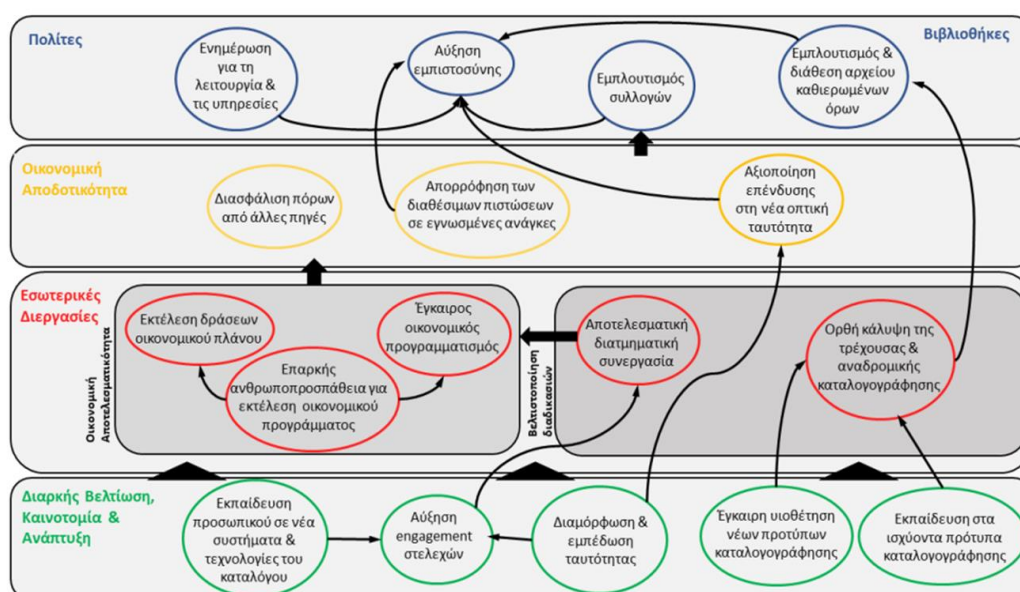 Πολίτες
Βιβλιοθήκες
Ενημέρωση
για τη
λειτουργία &
τις υπηρεσίες
Αύξηση
εμπιστοσύνης
Εμπλουτισμός
συλλογών
Εμπλουτισμός &
διάθεση αρχείου
καθιερωμένων
όρων
Οικονομική
Αποδοτικότητα
Διασφάλιση πόρων
από άλλες πηγές
Απορρόφηση των
διαθέσιμων πιστώσεων
σε εγνωσμένες ανάγκες
Αξιοποίηση
επένδυσης
στη νέα οπτική
ταυτότητα
Εσωτερικές
Διεργασίες
Οικονομική
Αποτελεσματικότητα
Εκτέλεση δράσεων
οικονομικού πλάνου
Έγκαιρος
οικονομικός
προγραμματισμός
Επαρκής
ανθρωποπροσπάθεια για
εκτέλεση οικονομικού
προγράμματος
Βελτιστοποίηση
διαδικασιών
Αποτελεσματική
διατμηματική
συνεργασία
Ορθή κάλυψη της
τρέχουσας &
αναδρομικής
καταλογογράφησης
Διαρκής Βελτίωση,
Καινοτομία &
Ανάπτυξη
Εκπαίδευση
προσωπικού σε νέα
συστήματα &
τεχνολογίες του
καταλόγου
Αύξηση
engagement
στελεχών
Διαμόρφωση &
εμπέδωση
ταυτότητας
Έγκαιρη υιοθέτηση
νέων προτύπων
καταλογογράφησης
Εκπαίδευση στα
ισχύοντα πρότυπα
καταλογογράφησης